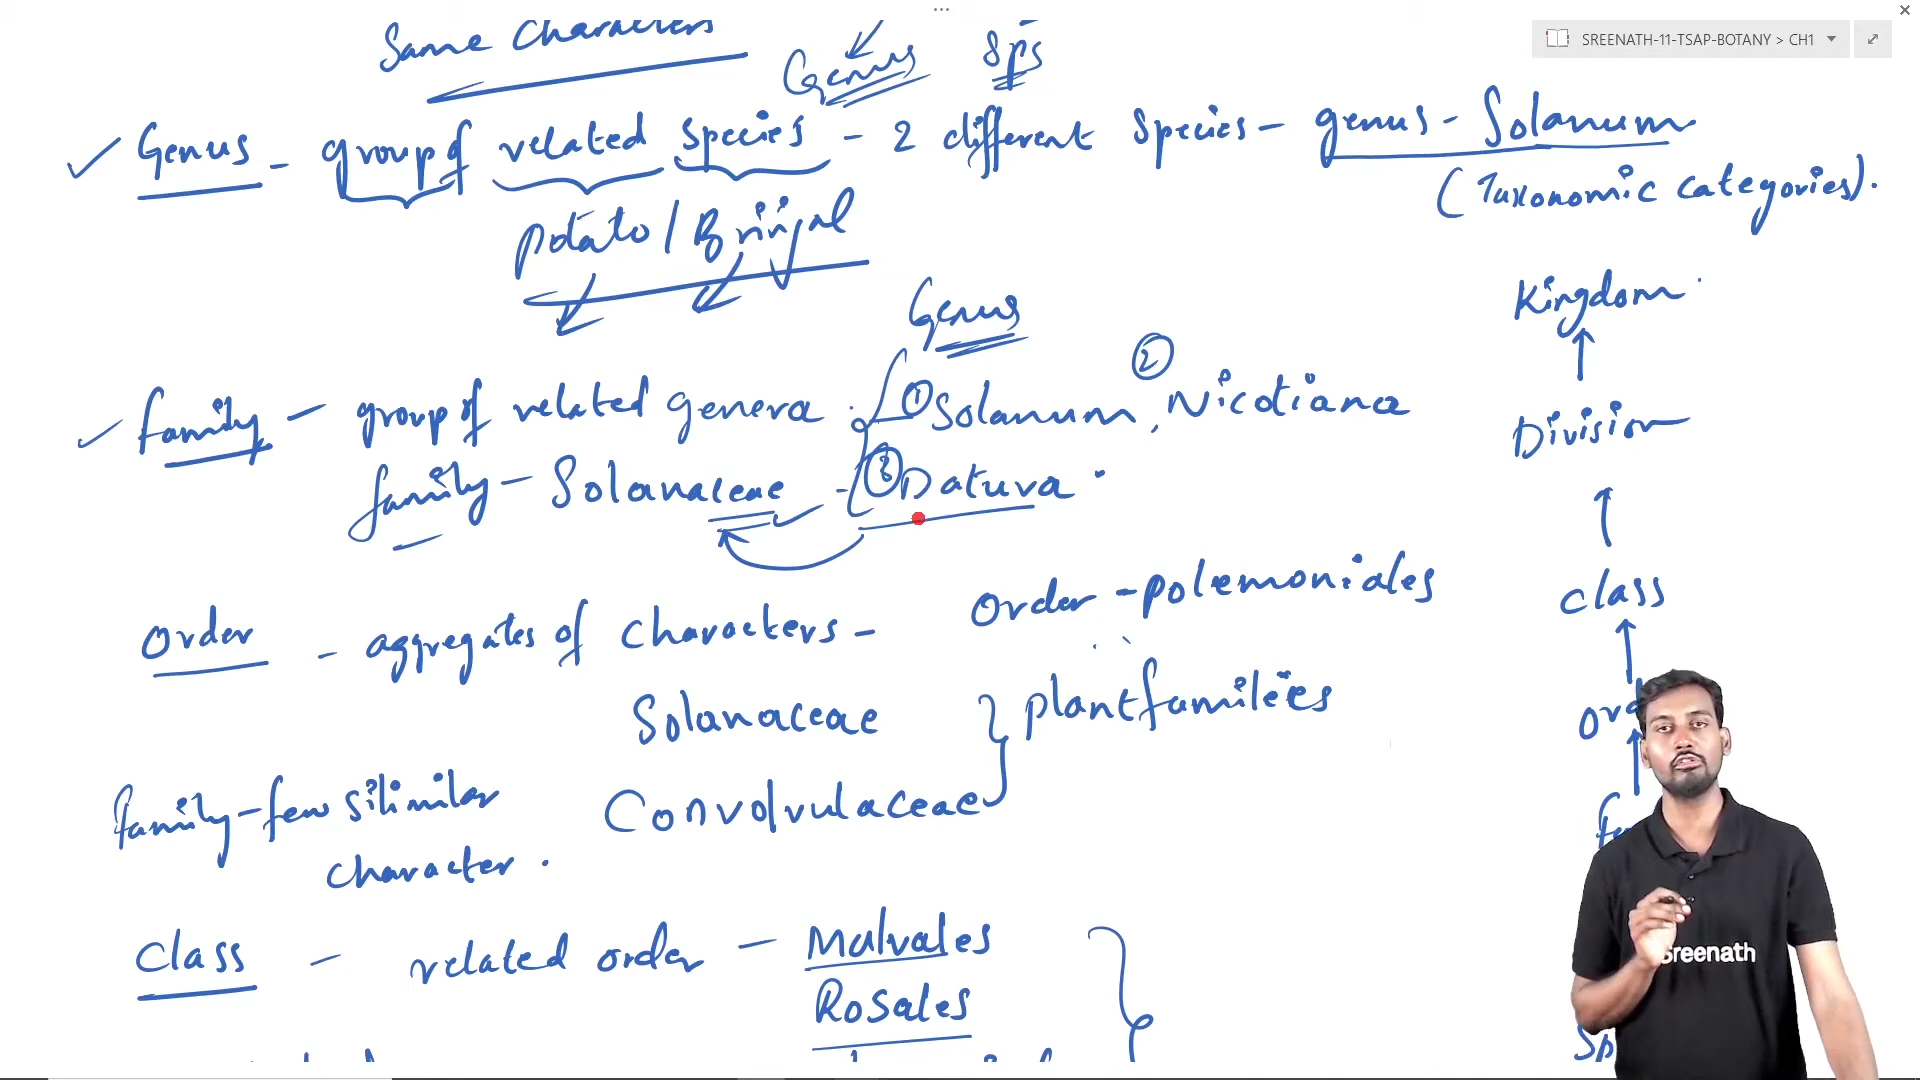 SREENATH-11-TSAP-BOTANY > CH1
Same Characters
Genus Sps
Genus - group of related species - 2 different species - genus - Solanum
(Taxonomic categories).
potato / Brinjal
Kingdom
Genus
Division
family - group of related genera . ① Solanum, ② Nicotiana
family - Solanaceae - ③ Datura .
class
order - aggregates of characters - order - polemoniales
Solanaceae } plant familiees
family - few silimilar
Convolvulaceae
character .
class - related order - Malvales
Rosales
Sreenath